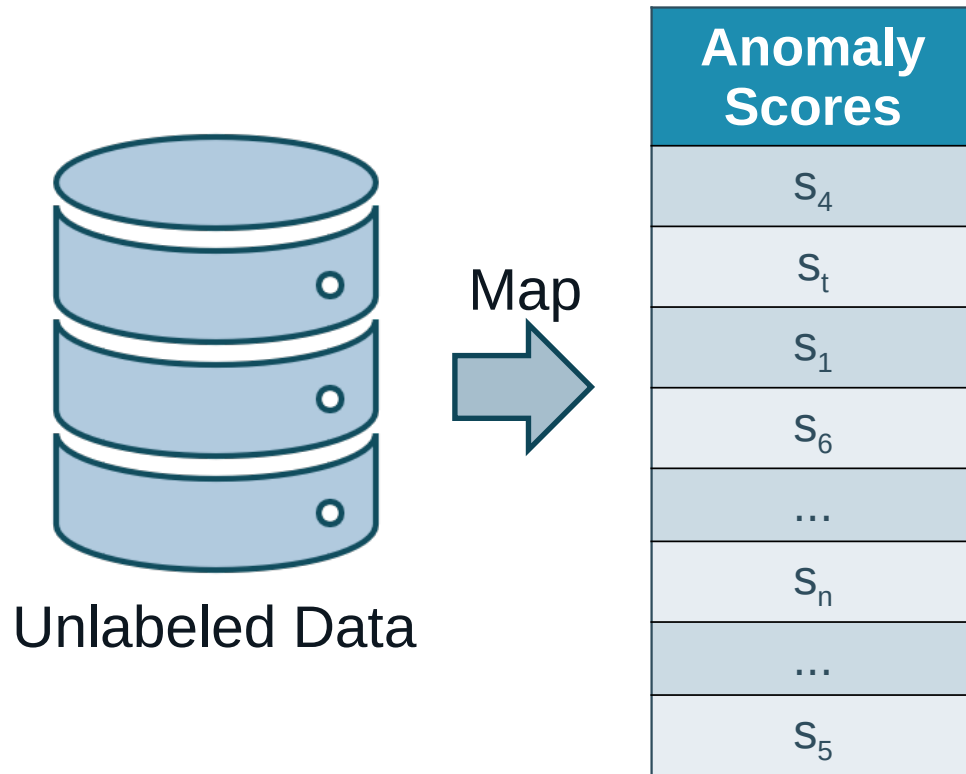 Anomaly
Scores
s₄
sₜ
s₁
Map
s₆
...
sₙ
Unlabeled Data
...
s₅